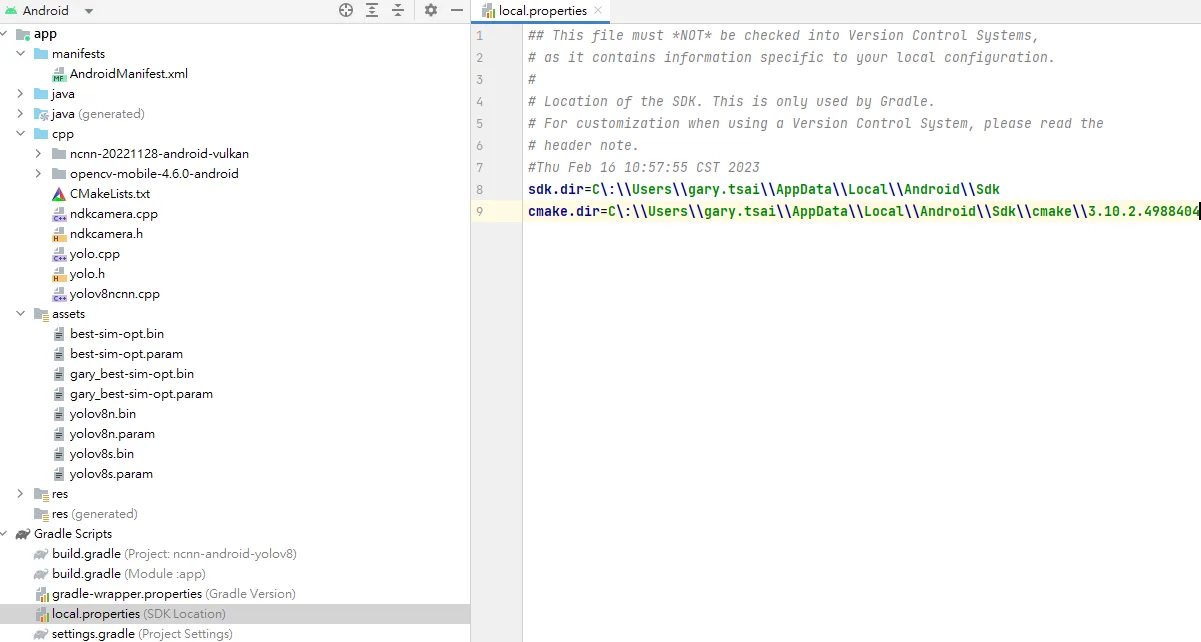 Android
app
manifests
AndroidManifest.xml
java
java (generated)
cpp
ncnn-20221128-android-vulkan
opencv-mobile-4.6.0-android
CMakeLists.txt
ndkcamera.cpp
ndkcamera.h
yolo.cpp
yolo.h
yolov8ncnn.cpp
assets
best-sim-opt.bin
best-sim-opt.param
gary_best-sim-opt.bin
gary_best-sim-opt.param
yolov8n.bin
yolov8n.param
yolov8s.bin
yolov8s.param
res
res (generated)
Gradle Scripts
build.gradle (Project: ncnn-android-yolov8)
build.gradle (Module :app)
gradle-wrapper.properties (Gradle Version)
local.properties (SDK Location)
settings.gradle (Project Settings)
local.properties
1 ## This file must *NOT* be checked into Version Control Systems,
2 # as it contains information specific to your local configuration.
3 #
4 # Location of the SDK. This is only used by Gradle.
5 # For customization when using a Version Control System, please read the
6 # header note.
7 #Thu Feb 16 10:57:55 CST 2023
8 sdk.dir=C\:\\Users\\gary.tsai\\AppData\\Local\\Android\\Sdk
9 cmake.dir=C\:\\Users\\gary.tsai\\AppData\\Local\\Android\\Sdk\\cmake\\3.10.2.4988404